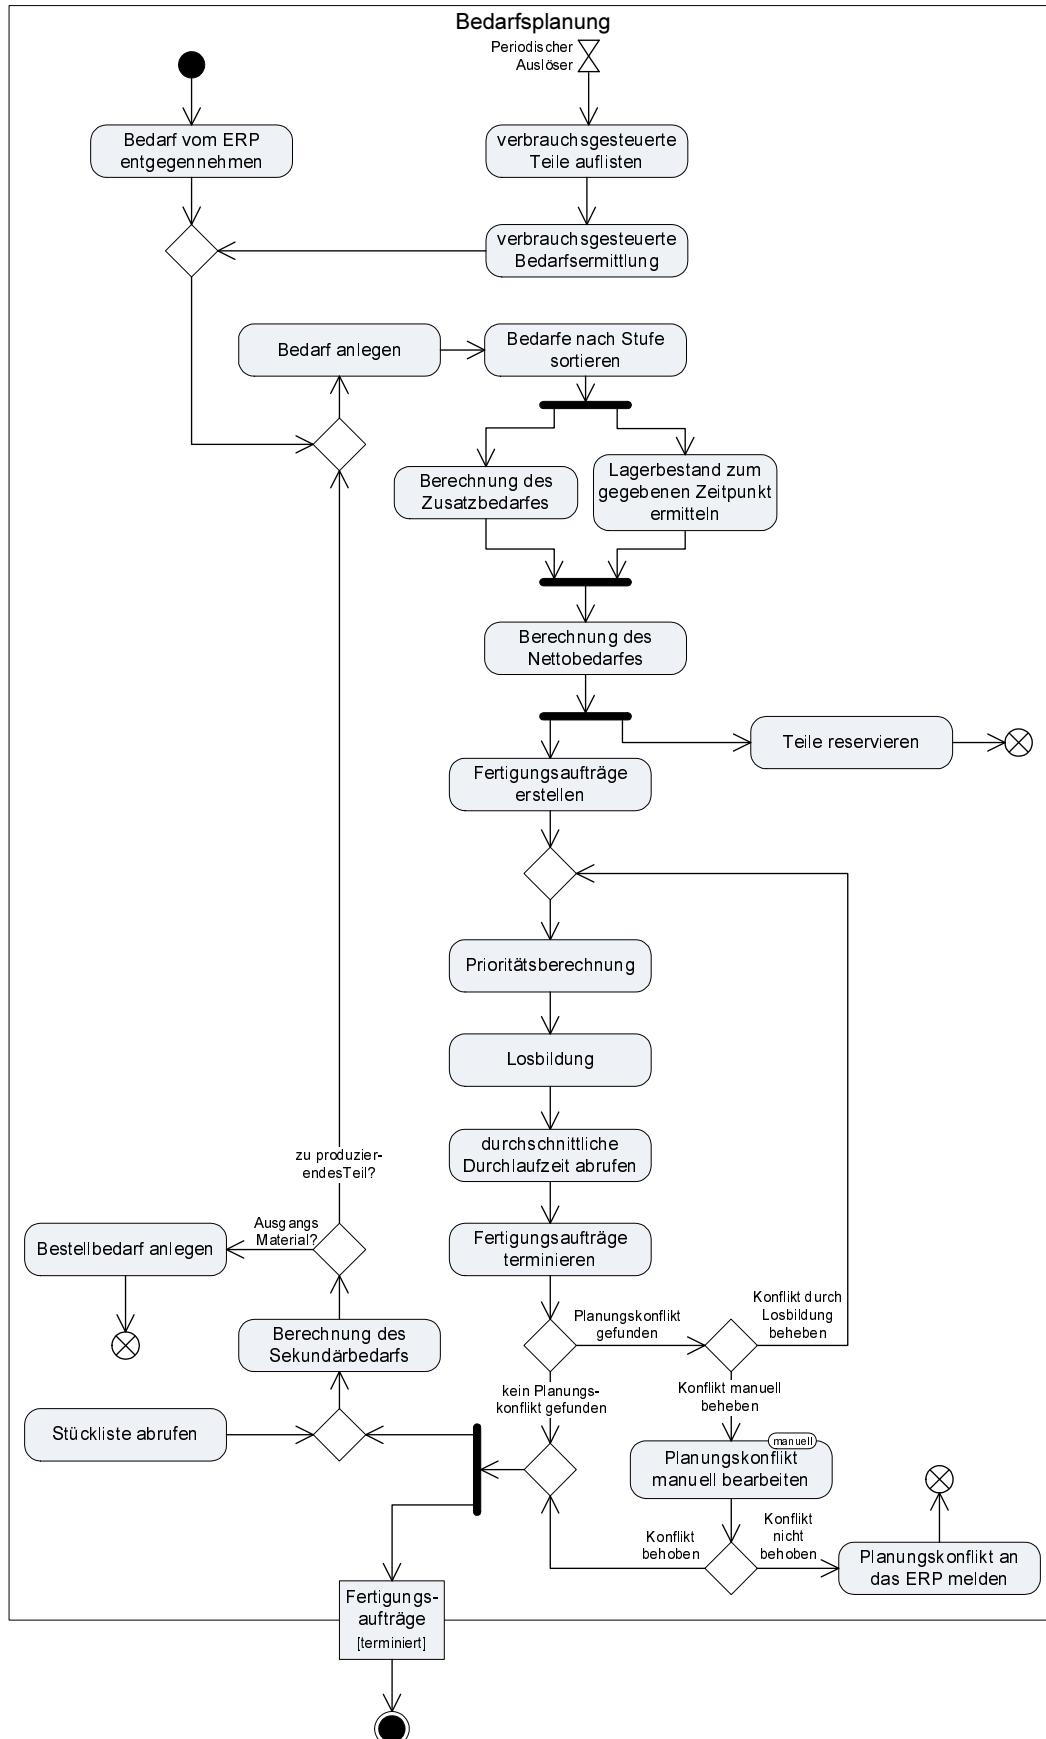 Bedarfsplanung
Periodischer
Auslöser
Bedarf vom ERP
entgegennehmen
verbrauchsgesteuerte
Teile auflisten
verbrauchsgesteuerte
Bedarfsermittlung
Bedarf anlegen
Bedarfe nach Stufe
sortieren
Berechnung des
Zusatzbedarfes
Lagerbestand zum
gegebenen Zeitpunkt
ermitteln
Berechnung des
Nettobedarfes
Teile reservieren
Fertigungsaufträge
erstellen
Prioritätsberechnung
Losbildung
durchschnittliche
Durchlaufzeit abrufen
zu produzier-
endesTeil?
Ausgangs
Material?
Bestellbedarf anlegen
Fertigungsaufträge
terminieren
Planungskonflikt
gefunden
Konflikt durch
Losbildung
beheben
Berechnung des
Sekundärbedarfs
kein Planungs-
konflikt gefunden
Konflikt manuell
beheben
Stückliste abrufen
manuell
Planungskonflikt
manuell bearbeiten
Konflikt
behoben
Konflikt
nicht
behoben
Planungskonflikt an
das ERP melden
Fertigungs-
aufträge
[terminiert]